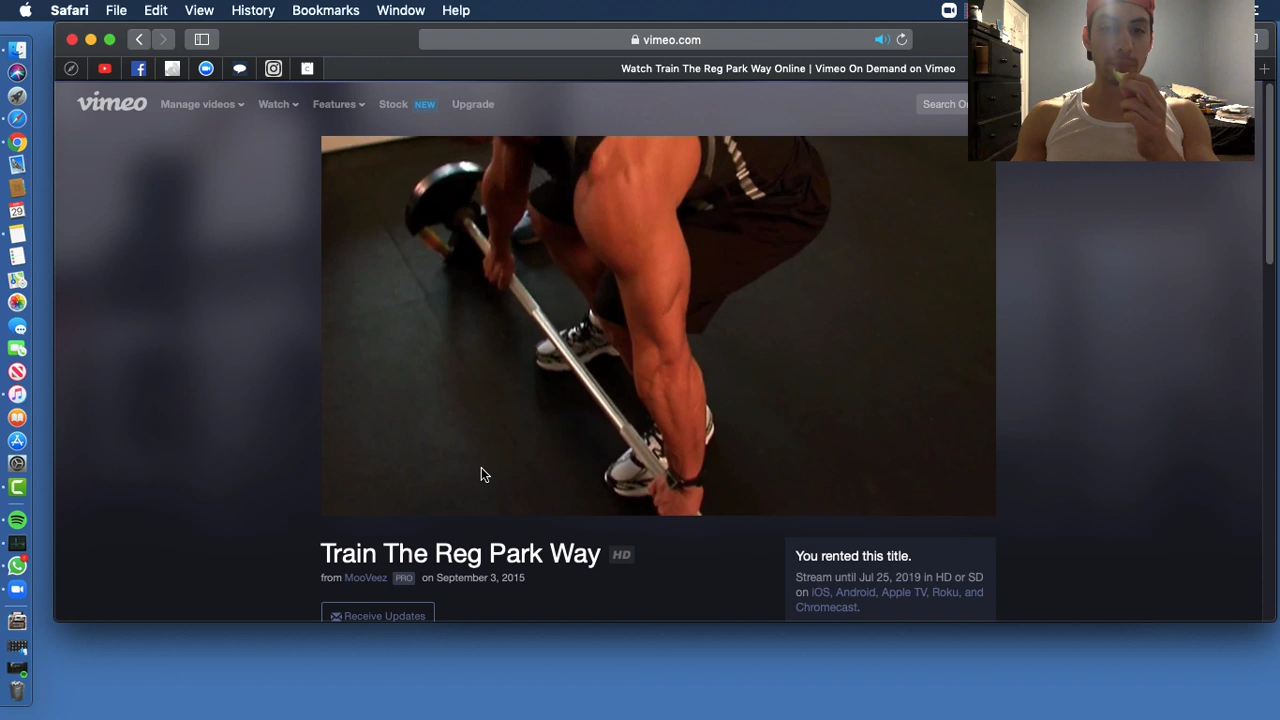 Safari File Edit View History Bookmarks Window Help
vimeo.com
Watch Train The Reg Park Way Online | Vimeo On Demand on Vimeo
vimeo Manage videos Watch Features Stock NEW Upgrade Search
Train The Reg Park Way HD
from MooVeez PRO on September 3, 2015
Receive Updates
You rented this title.
Stream until Jul 25, 2019 in HD or SD
on iOS, Android, Apple TV, Roku, and
Chromecast.